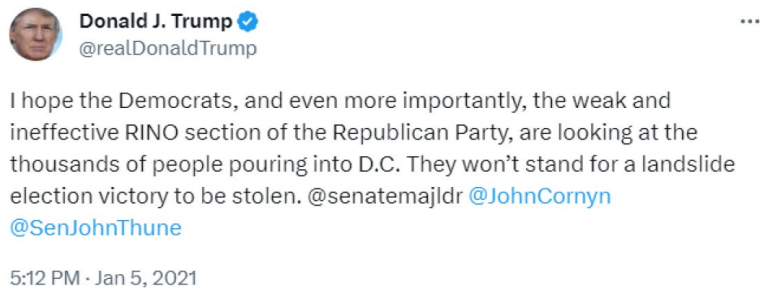 Donald J. Trump
@realDonaldTrump
I hope the Democrats, and even more importantly, the weak and
ineffective RINO section of the Republican Party, are looking at the
thousands of people pouring into D.C. They won’t stand for a landslide
election victory to be stolen. @senatemajldr @JohnCornyn
@SenJohnThune
5:12 PM · Jan 5, 2021